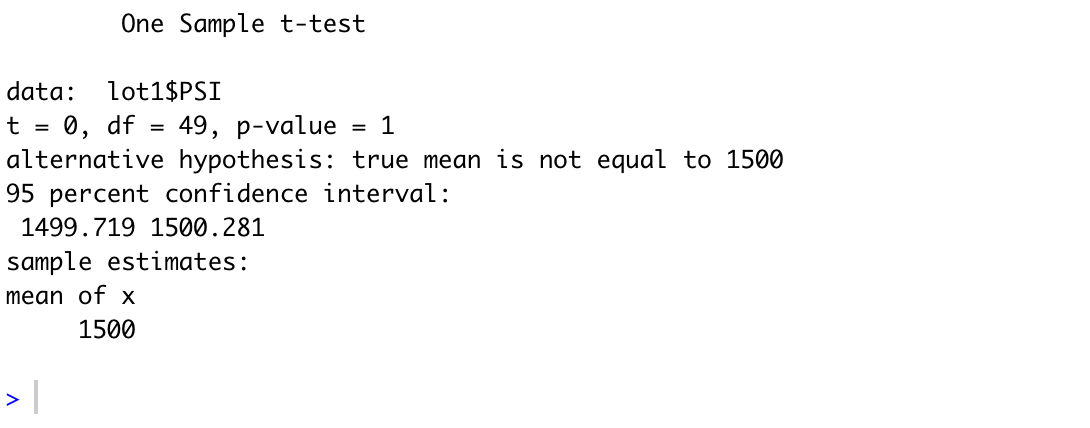 One Sample t-test
data:  lot1$PSI
t = 0, df = 49, p-value = 1
alternative hypothesis: true mean is not equal to 1500
95 percent confidence interval:
 1499.719 1500.281
sample estimates:
mean of x
     1500
>